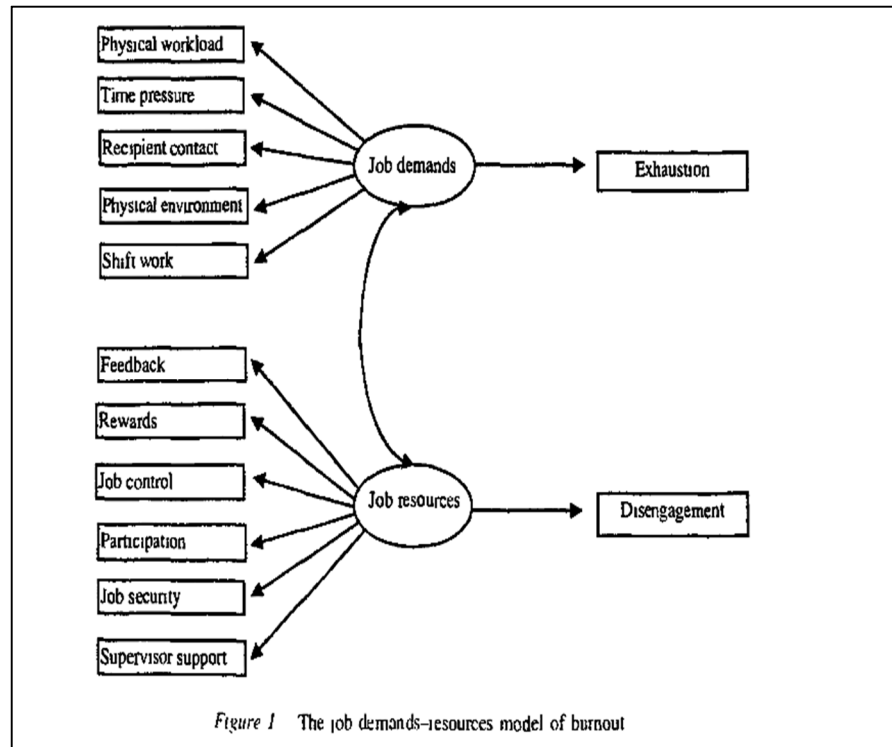 Physical workload
Time pressure
Recipient contact
Job demands
Exhaustion
Physical environment
Shift work
Feedback
Rewards
Job control
Job resources
Disengagement
Participation
Job security
Supervisor support
Figure 1 The job demands–resources model of burnout